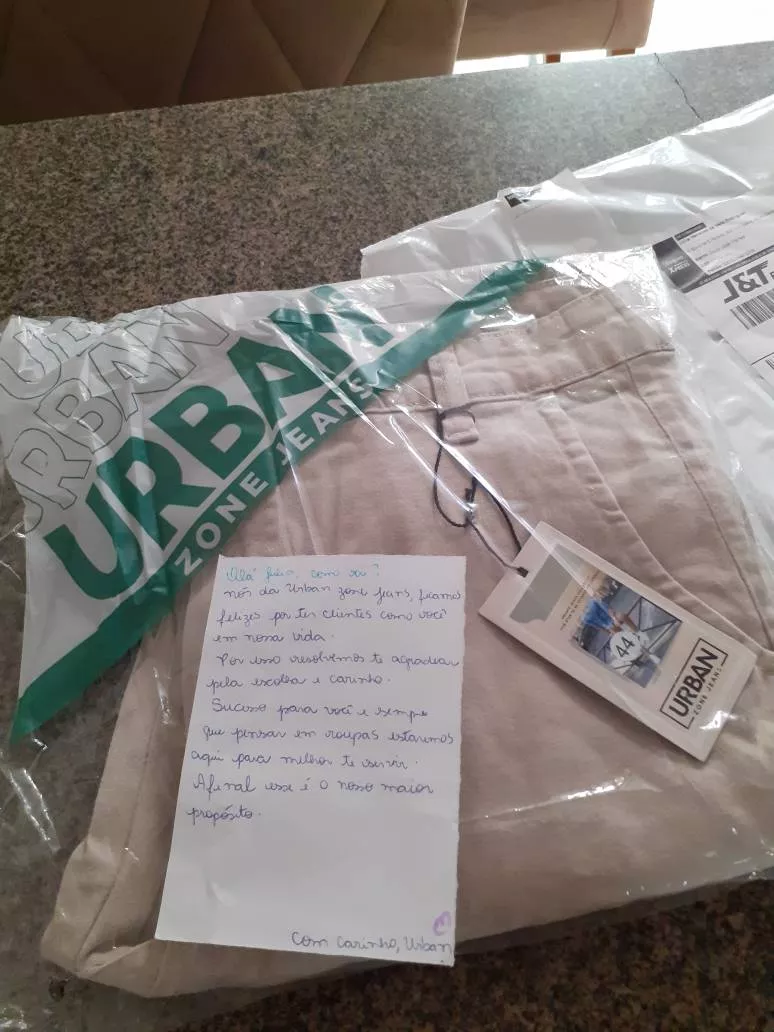 URBAN
URBAN
URBAN
ZONE JEANS
J&T
Olá, como vai?
nós da Urban zone jeans, ficamos
felizes por ter clientes como você
em nossa vida.
Por isso resolvemos te agradecer
pela escolha e carinho.
Sucesso para você e sempre
que pensar em roupas estaremos
aqui para melhor te servir.
Afinal esse é o nosso maior
propósito.
Com carinho, Urban
44
URBAN
ZONE JEANS